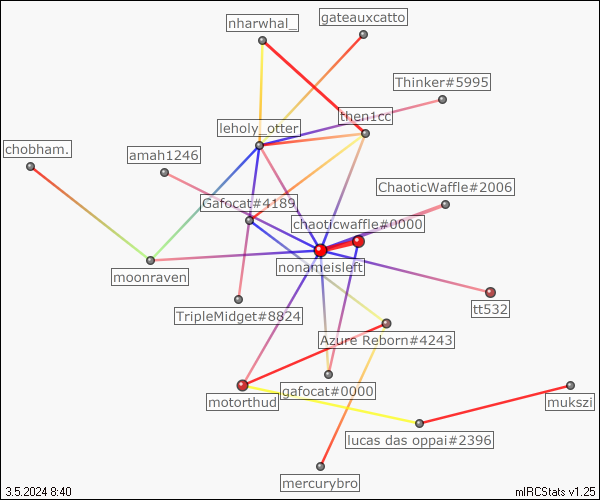 nharwhal_
gateauxcatto
Thinker#5995
then1cc
leholy_otter
chobham.
amah1246
ChaoticWaffle#2006
Gafocat#4189
chaoticwaffle#0000
nonameisleft
moonraven
tt532
TripleMidget#8824
Azure Reborn#4243
gafocat#0000
motorthud
mukszi
lucas das oppai#2396
mercurybro
3.5.2024 8:40
mIRCStats v1.25